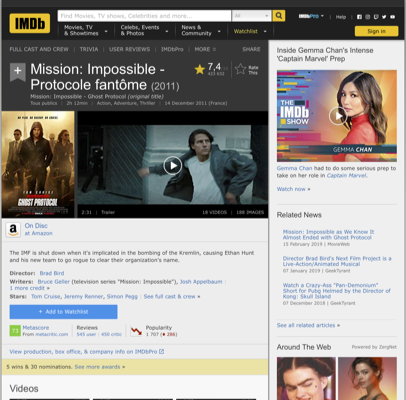 IMDb
Find Movies, TV shows, Celebrities and more...
All
IMDbPro
Help
Movies, TV & Showtimes
Celebs, Events & Photos
News & Community
Watchlist
Sign in
FULL CAST AND CREW | TRIVIA | USER REVIEWS | IMDbPro | MORE
SHARE
Mission: Impossible -
Protocole fantôme (2011)
Mission: Impossible - Ghost Protocol (original title)
Tous publics | 2h 12min | Action, Adventure, Thriller | 14 December 2011 (France)
7,4
Rate This
TOM CRUISE
GHOST PROTOCOL
2:31 | Trailer
18 VIDEOS | 188 IMAGES
On Disc
at Amazon
The IMF is shut down when it's implicated in the bombing of the Kremlin, causing Ethan Hunt
and his new team to go rogue to clear their organization's name.
Director: Brad Bird
Writers: Bruce Geller (television series "Mission: Impossible"), Josh Appelbaum |
1 more credit »
Stars: Tom Cruise, Jeremy Renner, Simon Pegg | See full cast & crew »
+ Add to Watchlist
73
Metascore
From metacritic.com
Reviews
545 user | 450 critic
Popularity
1 707
View production, box office, & company info on IMDbPro
5 wins & 30 nominations. See more awards »
Videos
Inside Gemma Chan's Intense
'Captain Marvel' Prep
THE IMDb SHOW
GEMMA CHAN
Gemma Chan had to do some serious prep
to take on her role in Captain Marvel.
Watch now »
Related News
Mission: Impossible as We Know It
Almost Ended with Ghost Protocol
15 February 2019 | MovieWeb
Director Brad Bird's Next Film Project is a
Live-Action/Animated Musical
07 January 2019 | GeekTyrant
Watch a Crazy-Ass "Pan-Demonium"
Short for Pubg Helmed by the Director of
Kong: Skull Island
07 December 2018 | GeekTyrant
See all related articles »
Around The Web
Powered by ZergNet